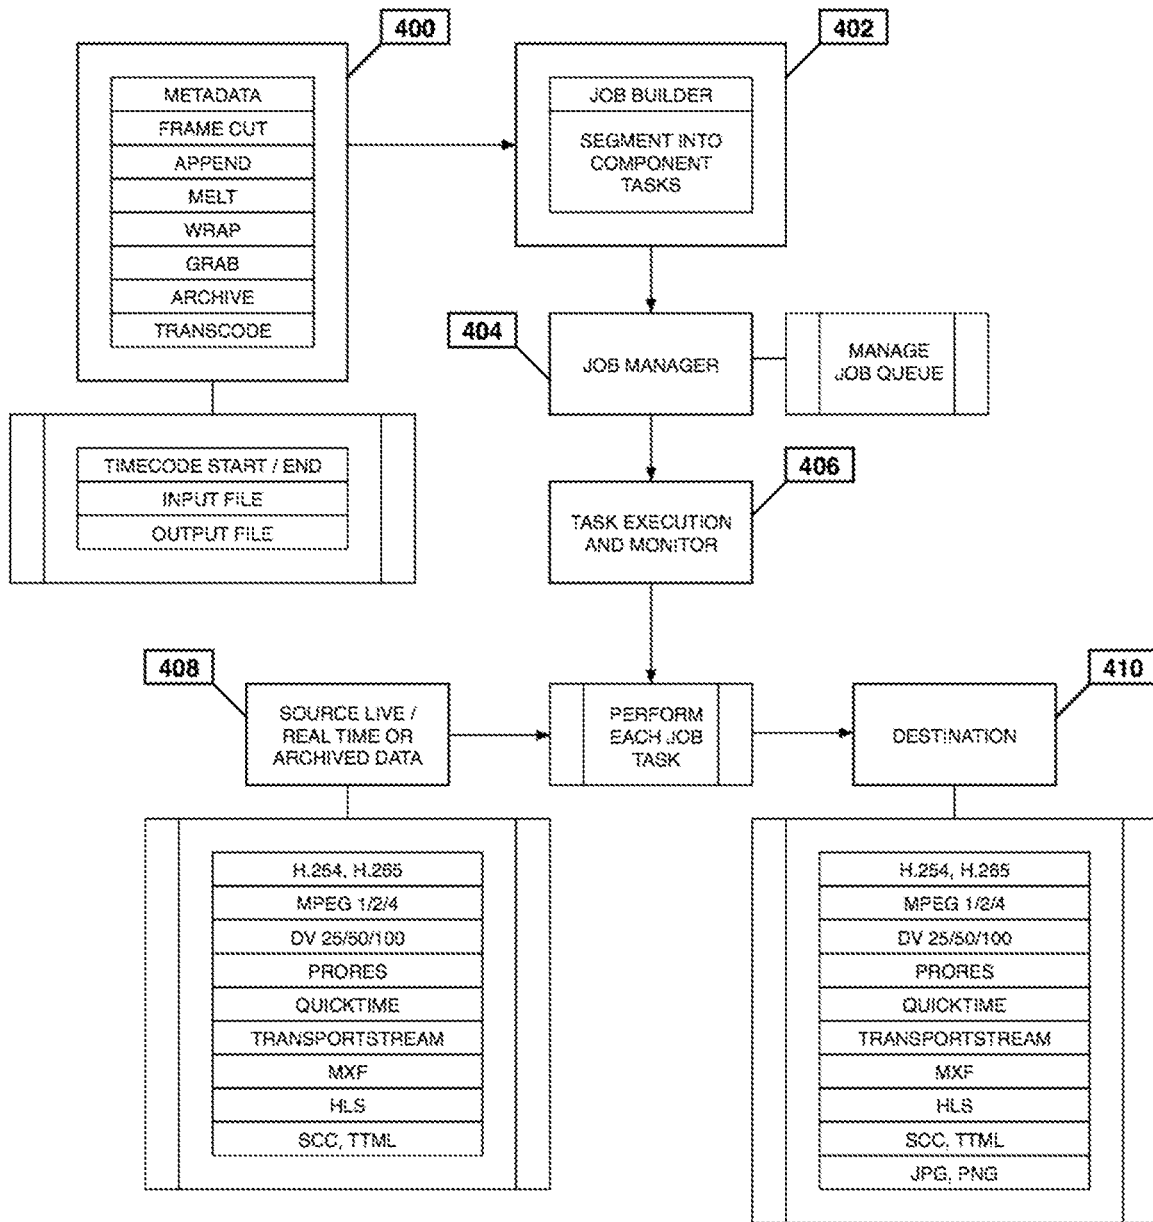 400
METADATA
FRAME CUT
APPEND
MELT
WRAP
GRAB
ARCHIVE
TRANSCODE
TIMECODE START / END
INPUT FILE
OUTPUT FILE
402
JOB BUILDER
SEGMENT INTO
COMPONENT
TASKS
404
JOB MANAGER
MANAGE
JOB QUEUE
406
TASK EXECUTION
AND MONITOR
408
SOURCE LIVE /
REAL TIME OR
ARCHIVED DATA
PERFORM
EACH JOB
TASK
410
DESTINATION
H.264, H.265
MPEG 1/2/4
DV 25/50/100
PRORES
QUICKTIME
TRANSPORTSTREAM
MXF
HLS
SCC, TTML
H.264, H.265
MPEG 1/2/4
DV 25/50/100
PRORES
QUICKTIME
TRANSPORTSTREAM
MXF
HLS
SCC, TTML
JPG, PNG